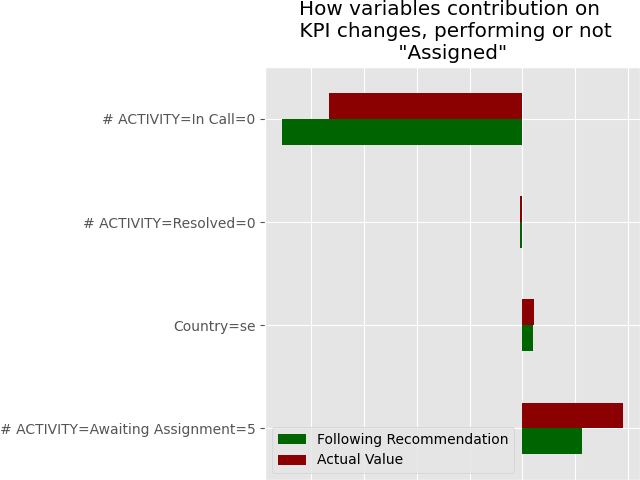 How variables contribution on
KPI changes, performing or not
"Assigned"
# ACTIVITY=In Call=0
# ACTIVITY=Resolved=0
Country=se
# ACTIVITY=Awaiting Assignment=5
Following Recommendation
Actual Value